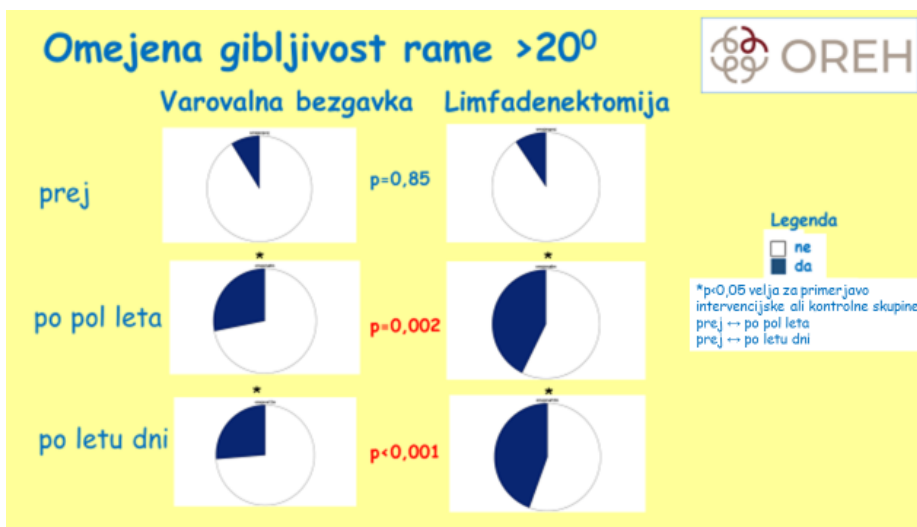 Omejena gibljivost rame >20⁰
OREH
Varovalna bezgavka
Limfadenektomija
prej
p=0,85
po pol leta
*
p=0,002
*
po letu dni
*
p<0,001
*
Legenda
ne
da
*p<0,05 velja za primerjavo
intervencijske ali kontrolne skupine
prej ↔ po pol leta
prej ↔ po letu dni